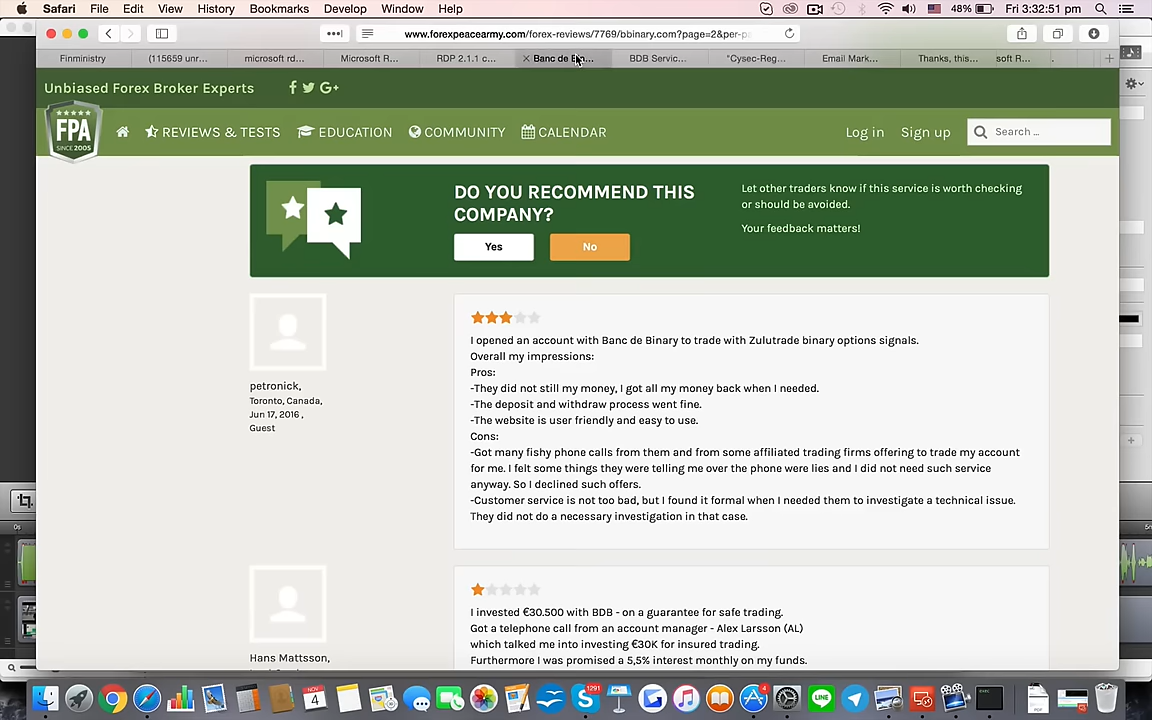 Safari File Edit View History Bookmarks Develop Window Help 48% Fri 3:32:51 pm
www.forexpeacearmy.com/forex-reviews/7769/bbinary.com?page=2&per-p
Finministry (115659 unr... microsoft rd... Microsoft R... RDP 2.1.1 c... Banc de Bin... BDB Servic... "Cysec-Reg... Email Mark... Thanks, this... soft R...
Unbiased Forex Broker Experts
FPA
SINCE 2005
REVIEWS & TESTS EDUCATION COMMUNITY CALENDAR Log in Sign up Search ...
DO YOU RECOMMEND THIS
COMPANY?
Yes No
Let other traders know if this service is worth checking
or should be avoided.
Your feedback matters!
petronick,
Toronto, Canada,
Jun 17, 2016 ,
Guest
I opened an account with Banc de Binary to trade with Zulutrade binary options signals.
Overall my impressions:
Pros:
-They did not still my money, I got all my money back when I needed.
-The deposit and withdraw process went fine.
-The website is user friendly and easy to use.
Cons:
-Got many fishy phone calls from them and from some affiliated trading firms offering to trade my account
for me. I felt some things they were telling me over the phone were lies and I did not need such service
anyway. So I declined such offers.
-Customer service is not too bad, but I found it formal when I needed them to investigate a technical issue.
They did not do a necessary investigation in that case.
Hans Mattsson,
I invested €30.500 with BDB - on a guarantee for safe trading.
Got a telephone call from an account manager - Alex Larsson (AL)
which talked me into investing €30K for insured trading.
Furthermore I was promised a 5,5% interest monthly on my funds.
0s
NOV
4
1291
4
LINE